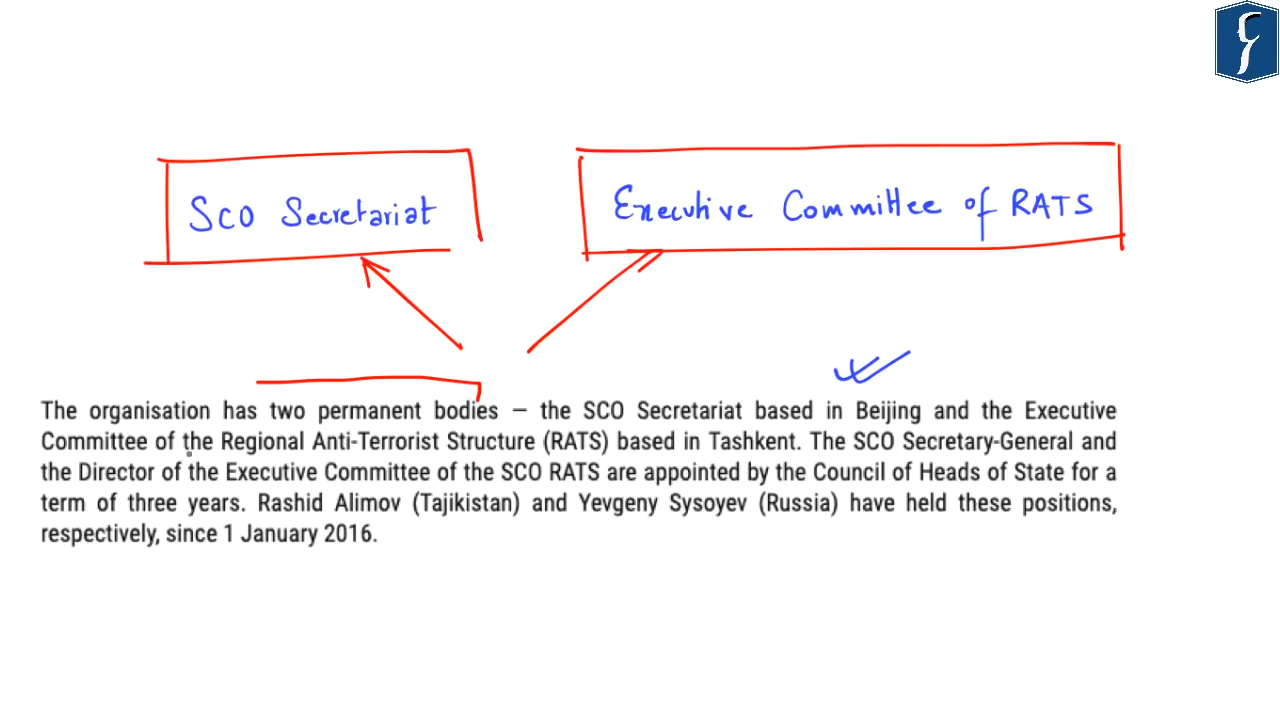 SCO Secretariat
Executive Committee of RATS
The organisation has two permanent bodies — the SCO Secretariat based in Beijing and the Executive
Committee of the Regional Anti-Terrorist Structure (RATS) based in Tashkent. The SCO Secretary-General and
the Director of the Executive Committee of the SCO RATS are appointed by the Council of Heads of State for a
term of three years. Rashid Alimov (Tajikistan) and Yevgeny Sysoyev (Russia) have held these positions,
respectively, since 1 January 2016.